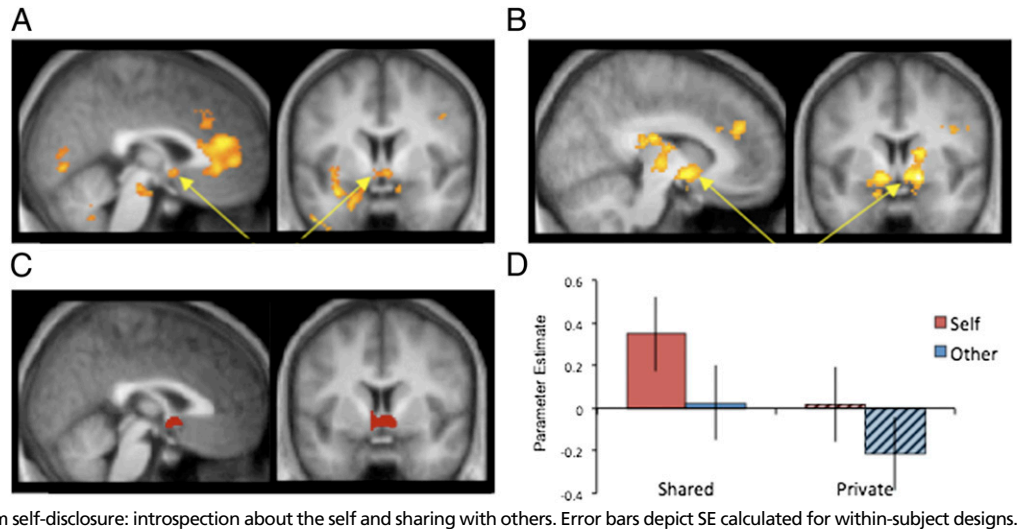 A
B
C
D
0.6
0.4
0.2
0
-0.2
-0.4
Parameter Estimate
Self
Other
Shared
Private
self-disclosure: introspection about the self and sharing with others. Error bars depict SE calculated for within-subject designs.